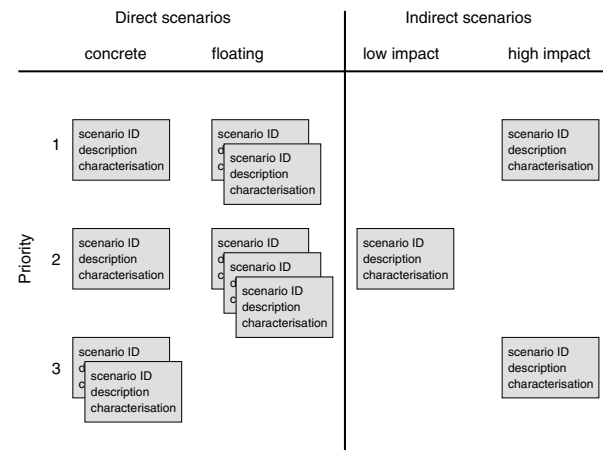 Direct scenarios Indirect scenarios
concrete floating low impact high impact
Priority
1
scenario ID
description
characterisation
scenario ID
d
c
scenario ID
description
characterisation
scenario ID
description
characterisation
2
scenario ID
description
characterisation
scenario ID
d
c
scenario ID
d
c
scenario ID
description
characterisation
scenario ID
description
characterisation
3
scenario ID
d
c
scenario ID
description
characterisation
scenario ID
description
characterisation